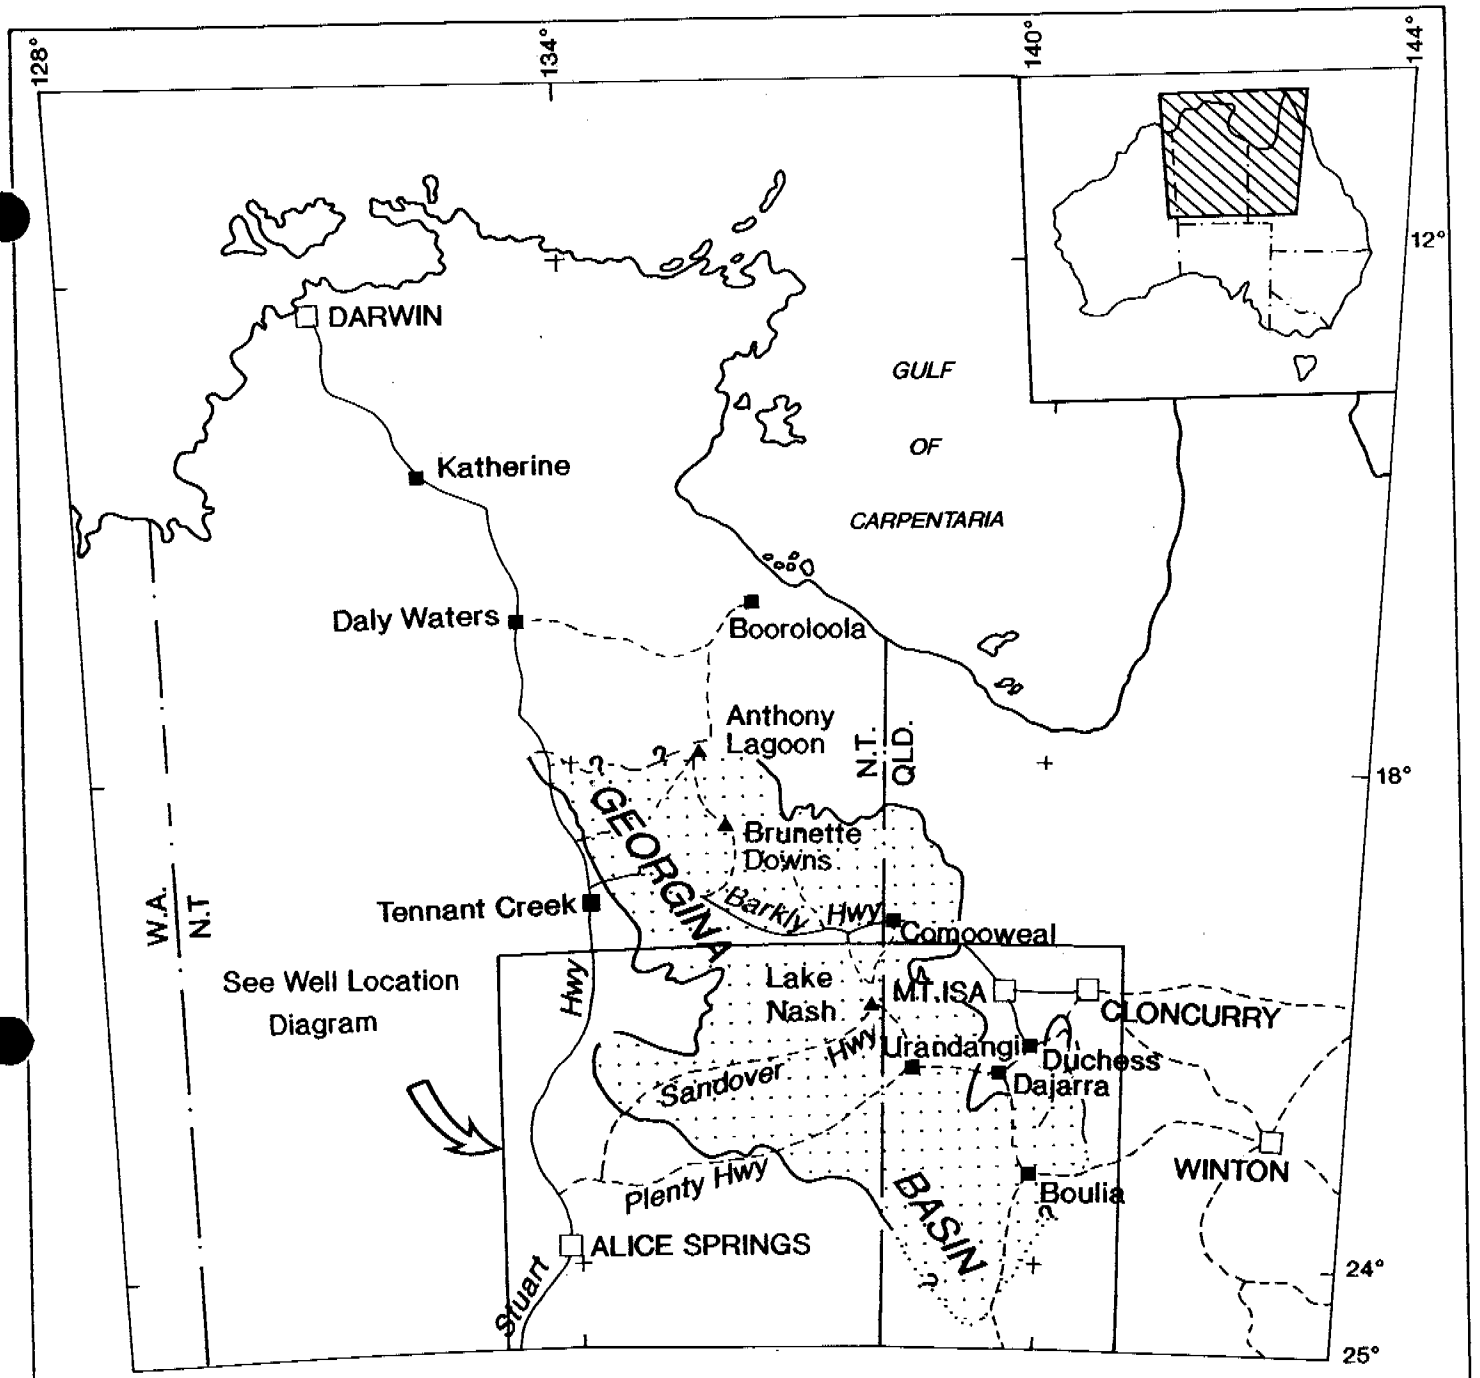 128°
134°
140°
144°
12°
DARWIN
GULF
OF
CARPENTARIA
Katherine
Daly Waters
Booroloola
Anthony
Lagoon
N.T.
QLD.
18°
?
?
GEORGINA
Brunette
Downs
W.A.
N.T
Tennant Creek
Barkly
Hwy
Comooweal
See Well Location
Diagram
Hwy
Lake
Nash
MT.ISA
CLONCURRY
Hwy
Urandangi
Duchess
Sandover
Dajarra
Plenty Hwy
WINTON
BASIN
Boulia
?
ALICE SPRINGS
?
Stuart
24°
25°